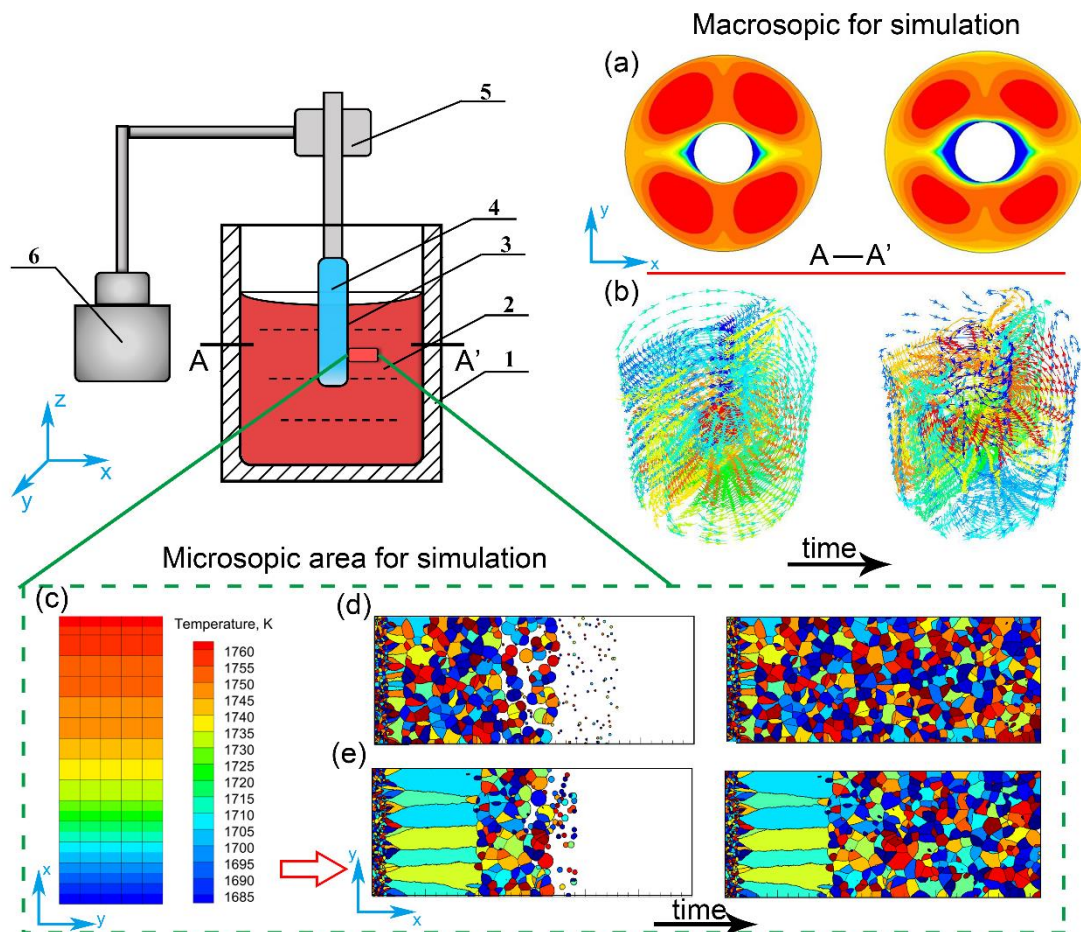 Macrosopic for simulation
(a)
5
4
3
6
2
A
A'
1
z
x
y
y
x
A—A'
(b)
time
Microsopic area for simulation
(c)
Temperature, K
1760
1755
1750
1745
1740
1730
1725
1720
1715
1710
1705
1700
1695
1690
1685
x
y
(d)
(e)
y
x
time